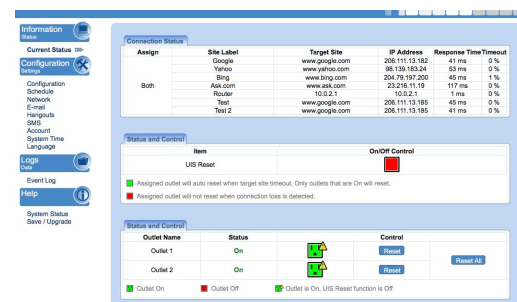 Information
Status
Current Status
Configuration
Settings
Configuration
Schedule
Network
E-mail
Hangouts
SMS
Account
System Time
Language
Logs
Data
Event Log
Help
System Status
Save / Upgrade
Connection Status
Assign Site Label Target Site IP Address Response Time Timeout
Both
Google www.google.com 206.111.13.182 41 ms 0 %
Yahoo www.yahoo.com 98.139.183.24 53 ms 0 %
Bing www.bing.com 204.79.197.200 45 ms 1 %
Ask.com www.ask.com 23.216.11.19 117 ms 0 %
Router 10.0.2.1 10.0.2.1 1 ms 0 %
Test www.google.com 206.111.13.185 45 ms 0 %
Test 2 www.google.com 206.111.13.185 41 ms 0 %
Status and Control
Item On/Off Control
UIS Reset
Assigned outlet will auto reset when target site timeout. Only outlets that are On will reset.
Assigned outlet will not reset when connection loss is detected.
Status and Control
Outlet Name Status Control
Outlet 1 On Reset
Reset All
Outlet 2 On Reset
Outlet On Outlet Off Outlet is On, UIS Reset function is Off